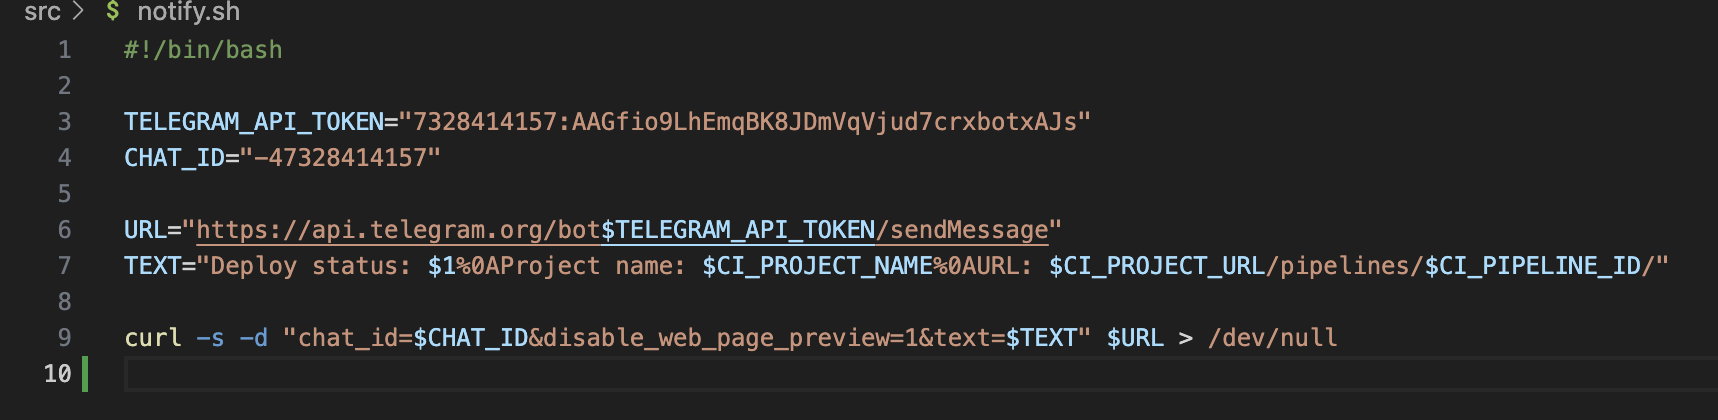 src > $ notify.sh
1 #!/bin/bash
2
3 TELEGRAM_API_TOKEN="7328414157:AAGfio9LhEmqBK8JDmVqVjud7crxbotxAJs"
4 CHAT_ID="-47328414157"
5
6 URL="https://api.telegram.org/bot$TELEGRAM_API_TOKEN/sendMessage"
7 TEXT="Deploy status: $1%0AProject name: $CI_PROJECT_NAME%0AURL: $CI_PROJECT_URL/pipelines/$CI_PIPELINE_ID/"
8
9 curl -s -d "chat_id=$CHAT_ID&disable_web_page_preview=1&text=$TEXT" $URL > /dev/null
10